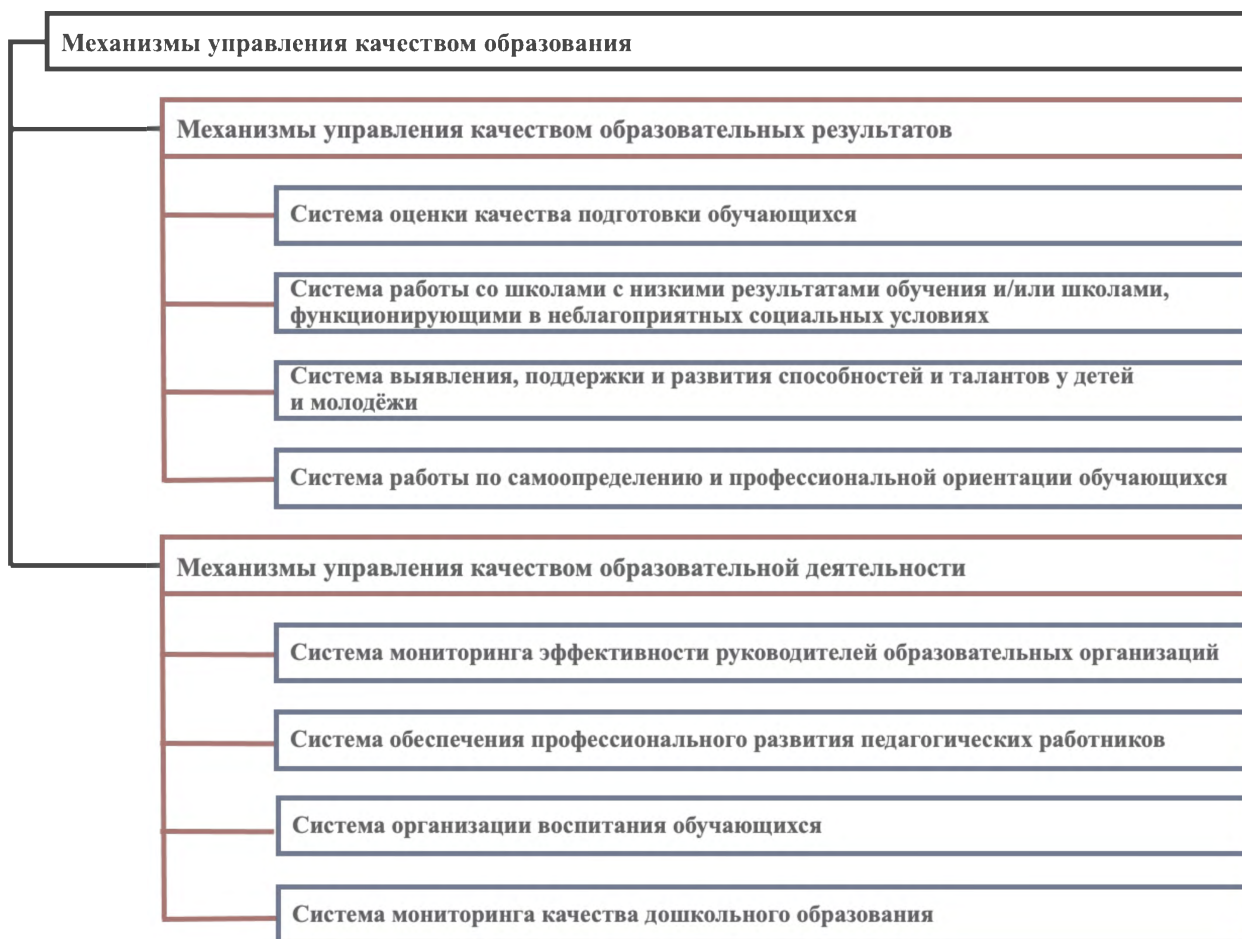 Механизмы управления качеством образования
Механизмы управления качеством образовательных результатов
Система оценки качества подготовки обучающихся
Система работы со школами с низкими результатами обучения и/или школами,
функционирующими в неблагоприятных социальных условиях
Система выявления, поддержки и развития способностей и талантов у детей
и молодёжи
Система работы по самоопределению и профессиональной ориентации обучающихся
Механизмы управления качеством образовательной деятельности
Система мониторинга эффективности руководителей образовательных организаций
Система обеспечения профессионального развития педагогических работников
Система организации воспитания обучающихся
Система мониторинга качества дошкольного образования